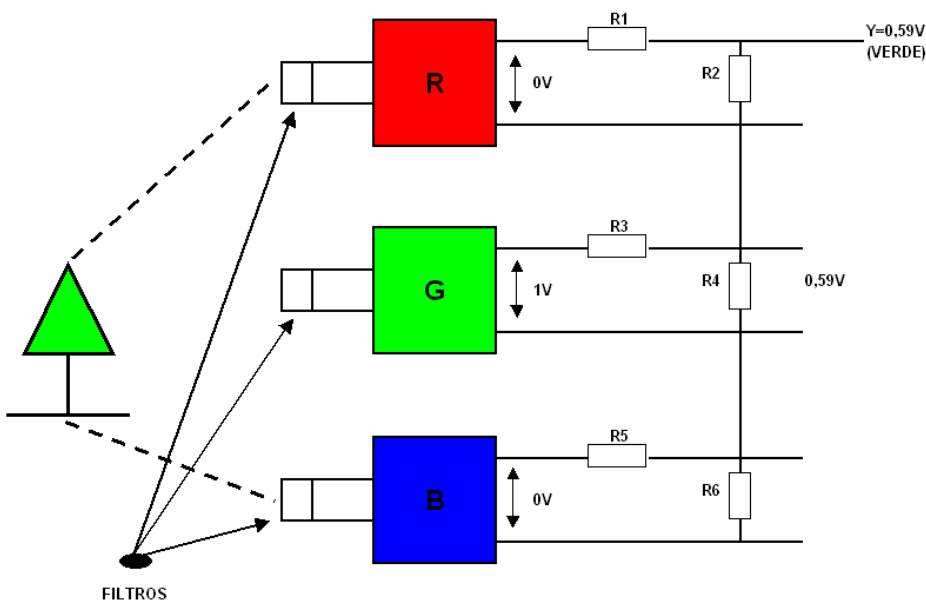 R1
Y=0,59V
(VERDE)
R2
R
0V
R3
G
1V
R4
0,59V
R5
B
0V
R6
FILTROS